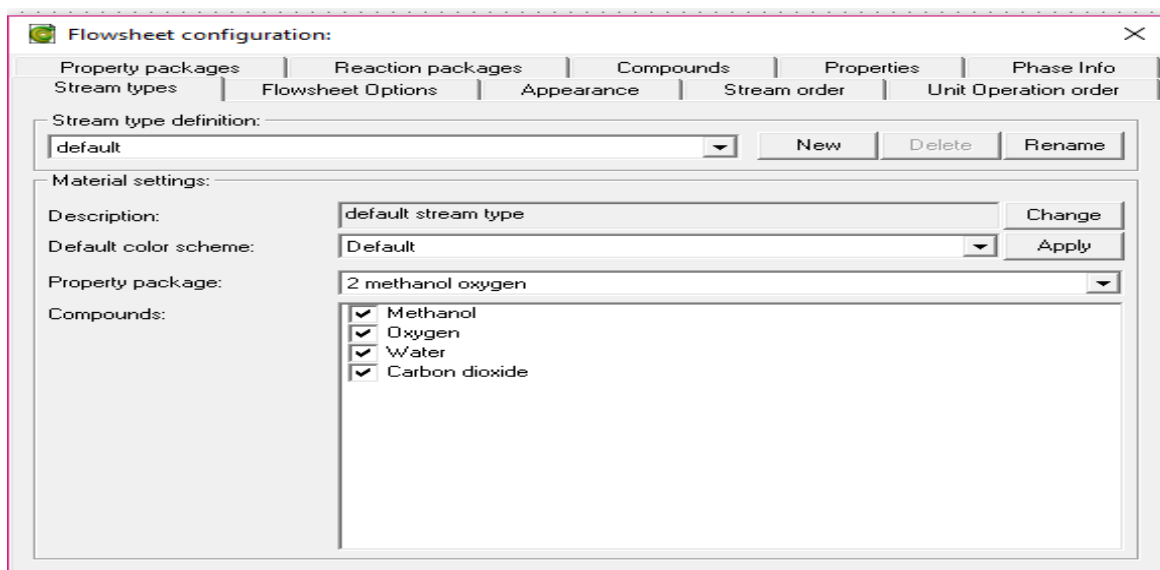 Flowsheet configuration:
Property packages Reaction packages Compounds Properties Phase Info
Stream types Flowsheet Options Appearance Stream order Unit Operation order
Stream type definition:
default New Delete Rename
Material settings:
Description: default stream type Change
Default color scheme: Default Apply
Property package: 2 methanol oxygen
Compounds: Methanol
Oxygen
Water
Carbon dioxide